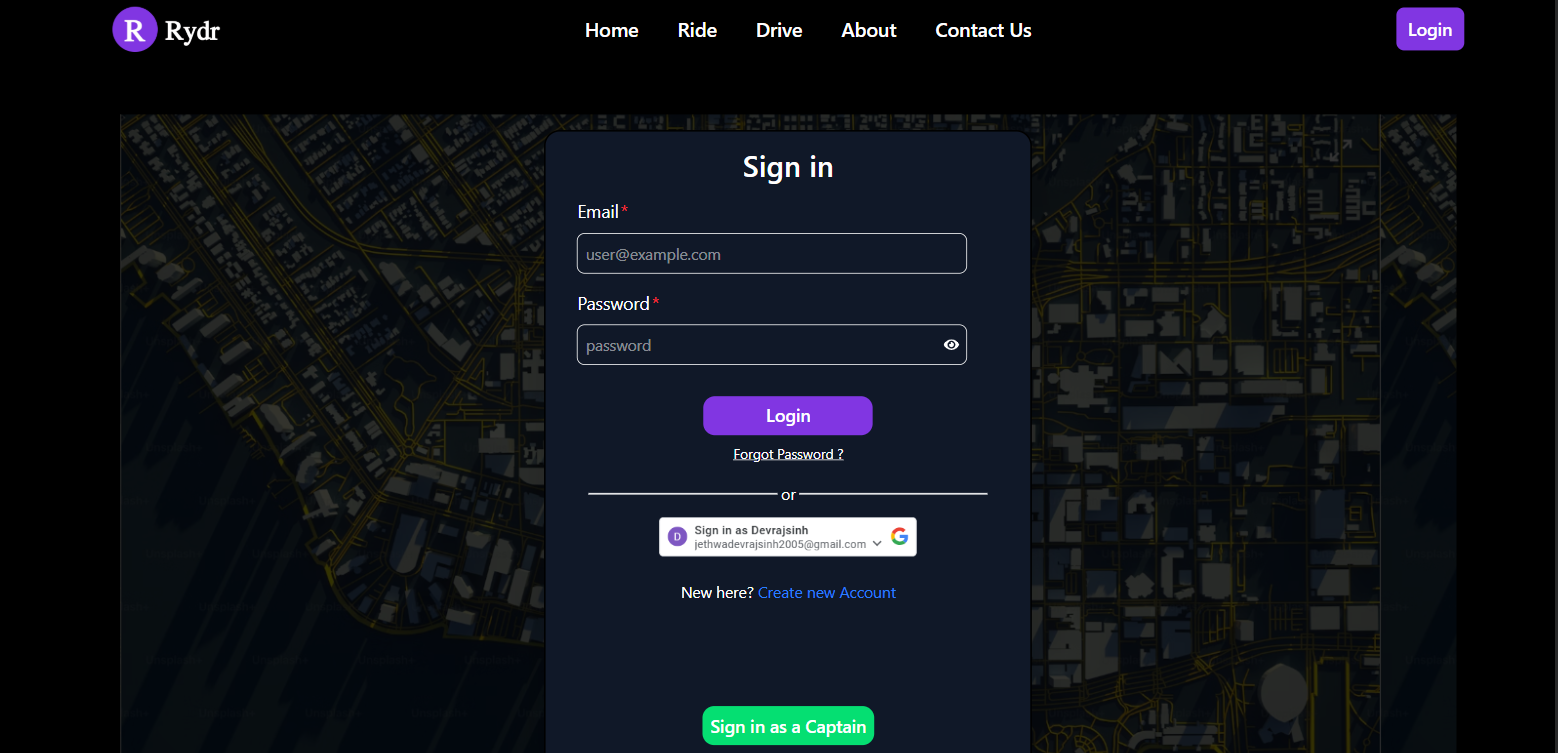 R Rydr
Home Ride Drive About Contact Us
Login
Sign in
Email*
user@example.com
Password*
password
Login
Forgot Password ?
or
D
Sign in as Devrajsinh
jethwadevrajsinh2005@gmail.com
New here? Create new Account
Sign in as a Captain